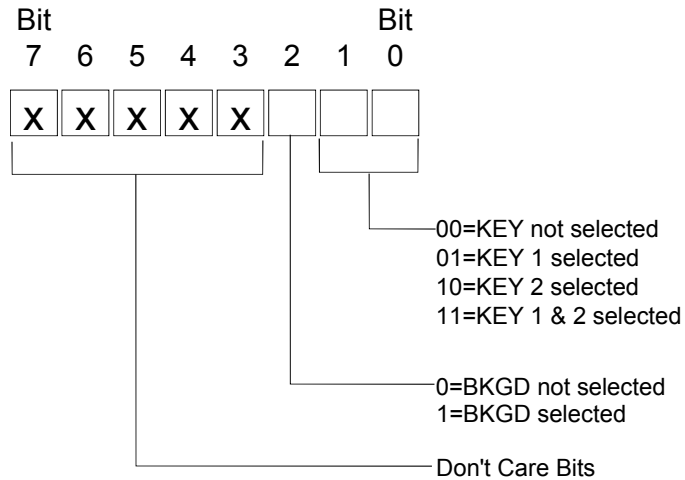 Bit Bit
7 6 5 4 3 2 1 0
X X X X X
00=KEY not selected
01=KEY 1 selected
10=KEY 2 selected
11=KEY 1 & 2 selected
0=BKGD not selected
1=BKGD selected
Don't Care Bits